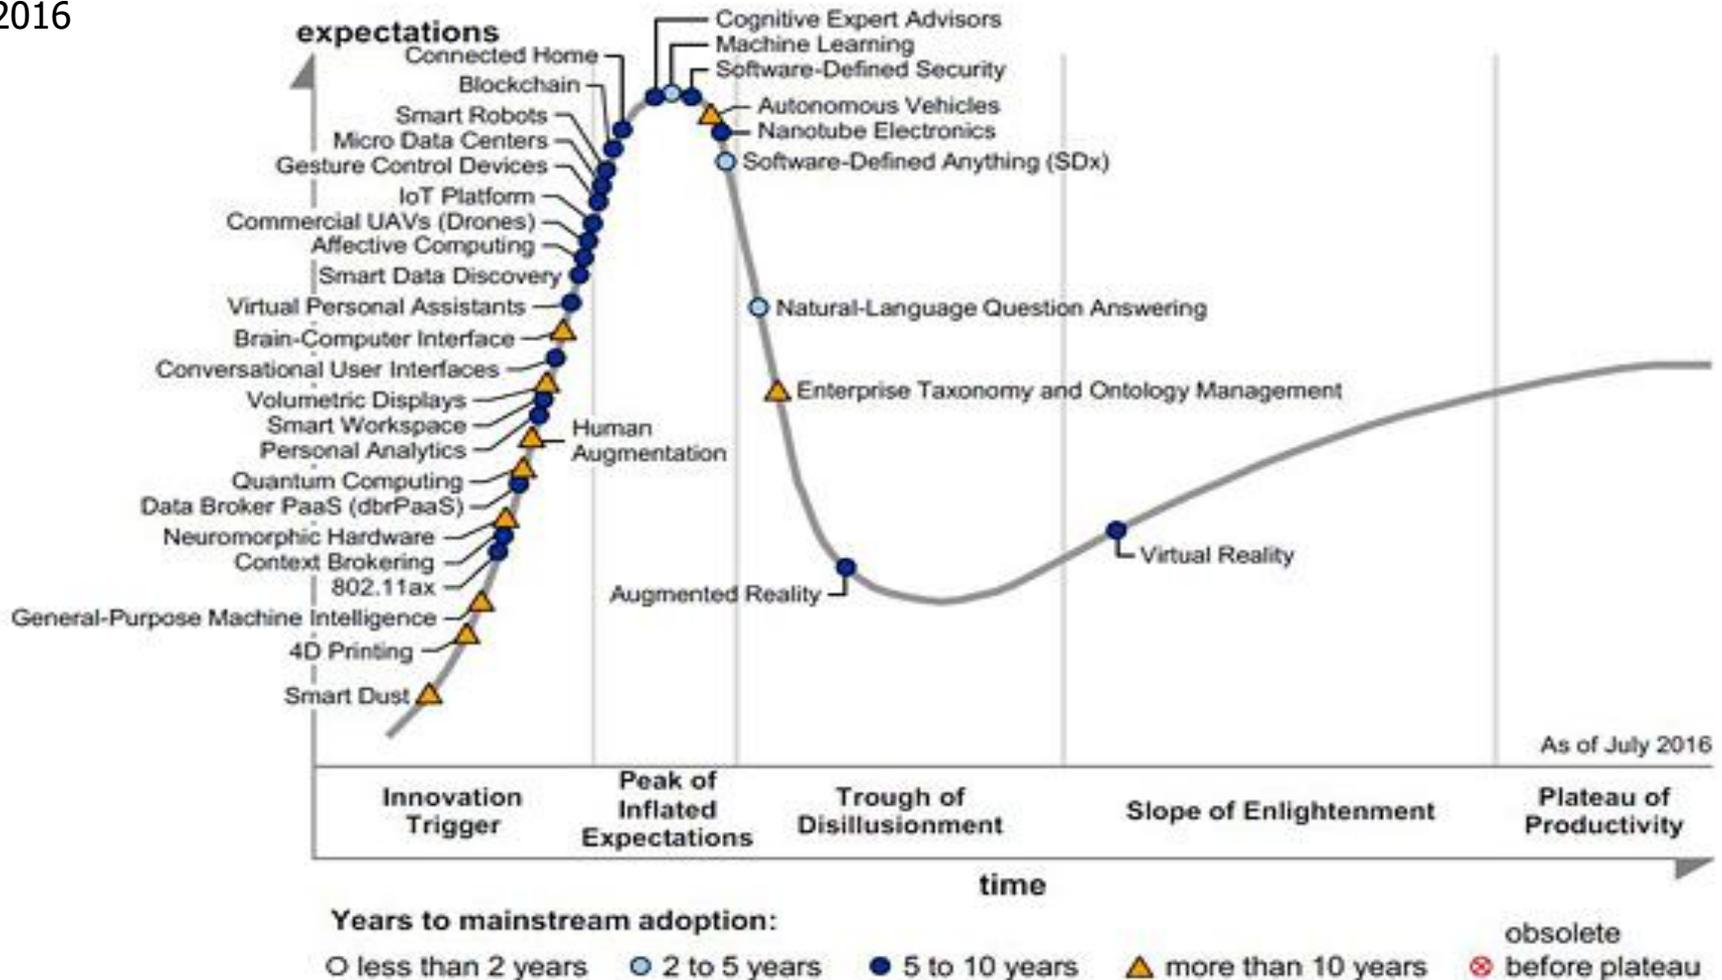 2016
expectations
Cognitive Expert Advisors
Machine Learning
Software-Defined Security
Connected Home
Blockchain
Smart Robots
Micro Data Centers
Gesture Control Devices
IoT Platform
Commercial UAVs (Drones)
Affective Computing
Smart Data Discovery
Virtual Personal Assistants
Brain-Computer Interface
Conversational User Interfaces
Volumetric Displays
Smart Workspace
Personal Analytics
Quantum Computing
Data Broker PaaS (dbrPaaS)
Neuromorphic Hardware
Context Brokering
802.11ax
General-Purpose Machine Intelligence
4D Printing
Smart Dust
Human
Augmentation
Autonomous Vehicles
Nanotube Electronics
Software-Defined Anything (SDx)
Natural-Language Question Answering
Enterprise Taxonomy and Ontology Management
Augmented Reality
Virtual Reality
As of July 2016
Innovation
Trigger
Peak of
Inflated
Expectations
Trough of
Disillusionment
Slope of Enlightenment
Plateau of
Productivity
time
Years to mainstream adoption:
less than 2 years
2 to 5 years
5 to 10 years
more than 10 years
obsolete
before plateau